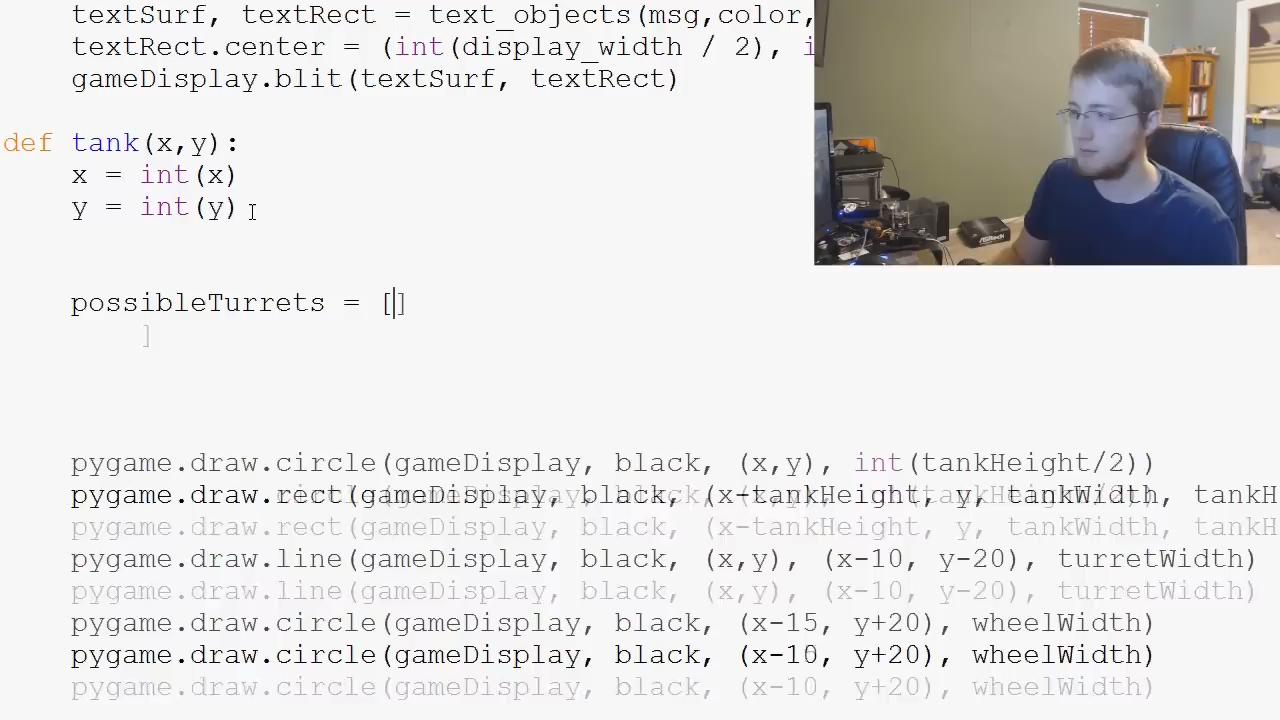 textSurf, textRect = text_objects(msg,color,
textRect.center = (int(display_width / 2), i
gameDisplay.blit(textSurf, textRect)
def tank(x,y):
x = int(x)
y = int(y)
possibleTurrets = []
]
pygame.draw.circle(gameDisplay, black, (x,y), int(tankHeight/2))
pygame.draw.rect(gameDisplay, black, (x-tankHeight, y, tankWidth, tankH
pygame.draw.rect(gameDisplay, black, (x-tankHeight, y, tankWidth, tankH
pygame.draw.line(gameDisplay, black, (x,y), (x-10, y-20), turretWidth)
pygame.draw.line(gameDisplay, black, (x,y), (x-10, y-20), turretWidth)
pygame.draw.circle(gameDisplay, black, (x-15, y+20), wheelWidth)
pygame.draw.circle(gameDisplay, black, (x-10, y+20), wheelWidth)
pygame.draw.circle(gameDisplay, black, (x-10, y+20), wheelWidth)